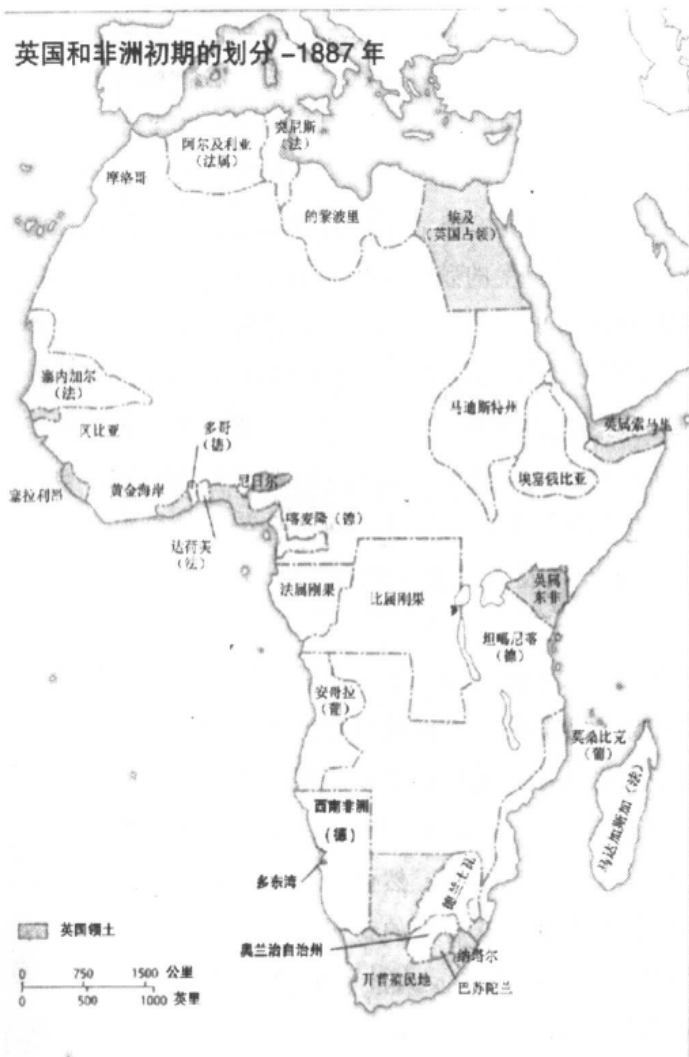 英国和非洲初期的划分 –1887 年
突尼斯
(法)
阿尔及利亚
(法属)
摩洛哥
的黎波里
埃及
(英国占领)
塞内加尔
(法)
冈比亚
多哥
(德)
马迪斯特州
英属索马里
埃塞俄比亚
塞拉利昂
黄金海岸
尼日尔
达荷美
(法)
喀麦隆 (德)
法属刚果
比属刚果
英属
东非
坦噶尼喀
(德)
安哥拉
(葡)
莫桑比克
(葡)
马达加斯加 (法)
西南非洲
(德)
多东湾
德兰士瓦
英国领土
奥兰治自治州
纳塔尔
开普殖民地
巴苏陀兰
0 750 1500 公里
0 500 1000 英里